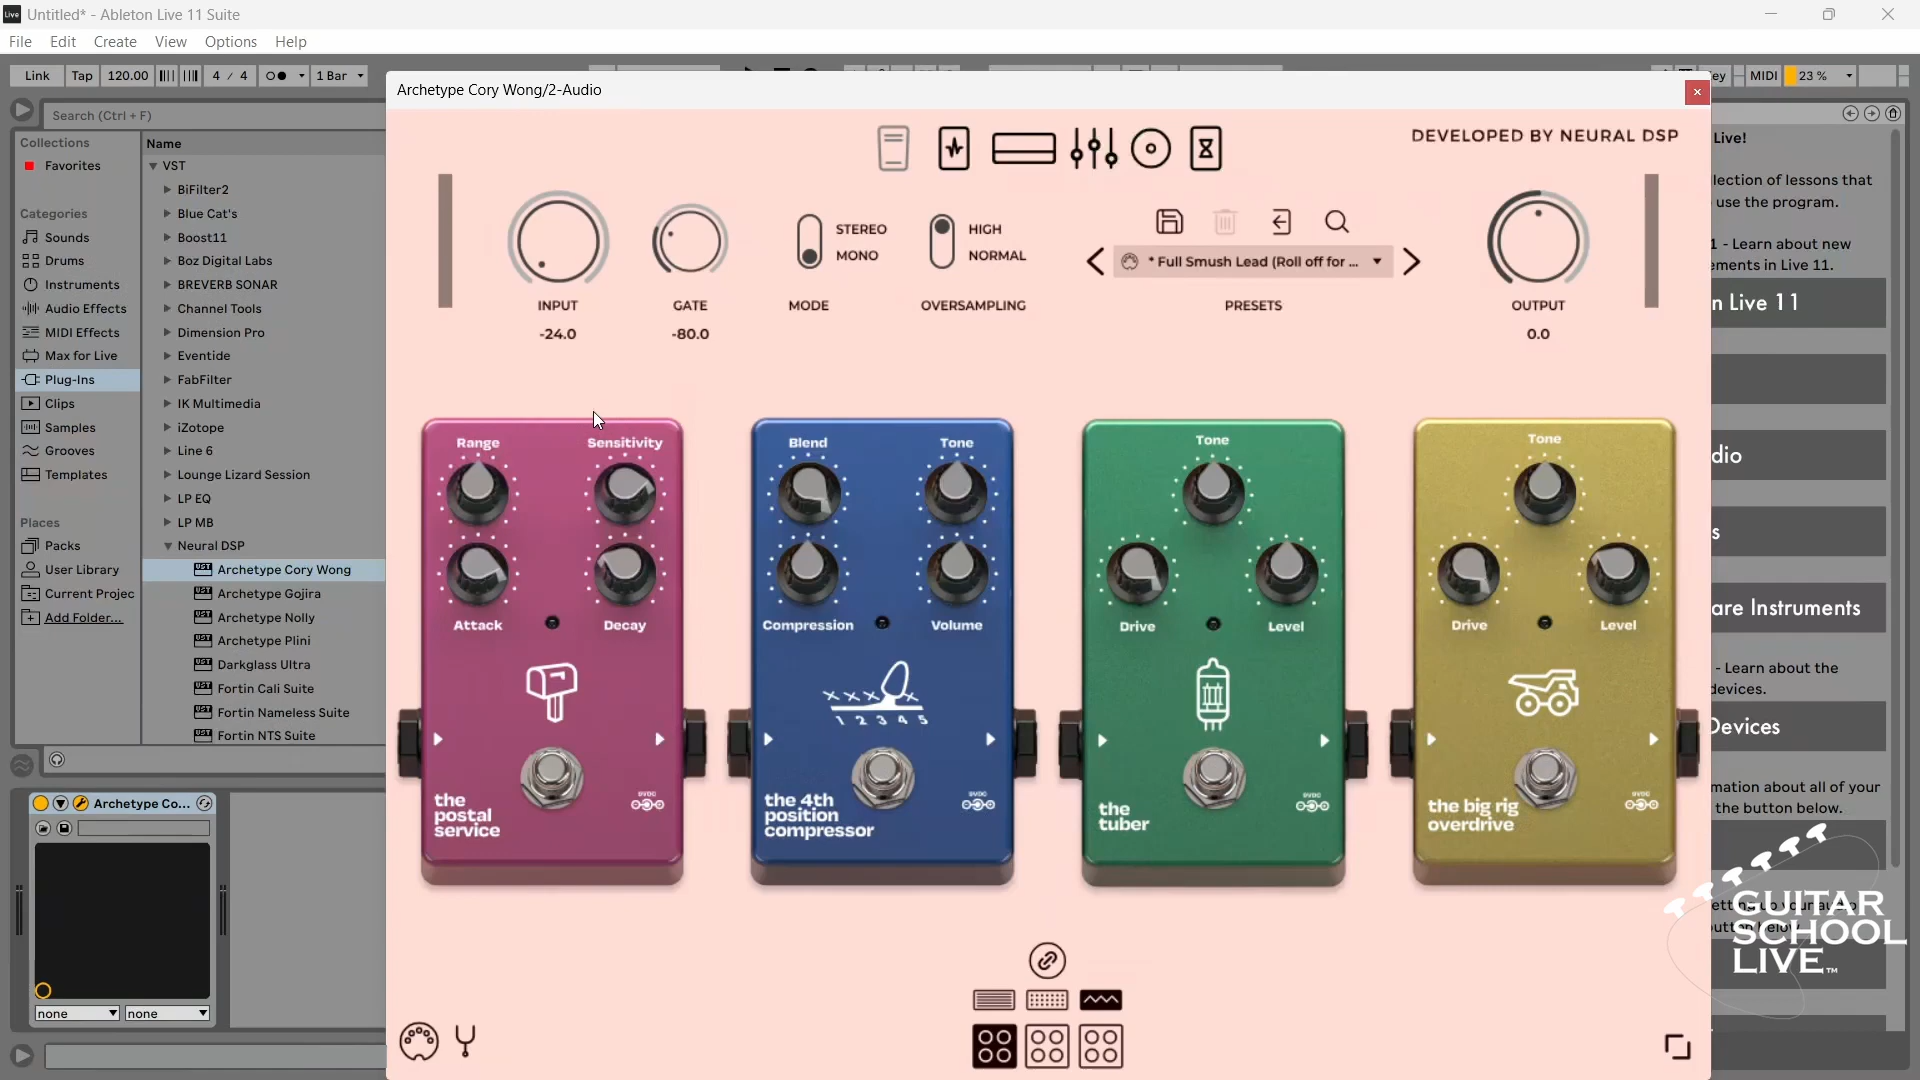 Live Untitled* - Ableton Live 11 Suite
File Edit Create View Options Help
Link Tap 120.00 4 / 4 1 Bar MIDI 23 %
Archetype Cory Wong/2-Audio
Search (Ctrl + F)
Collections
Favorites
Categories
Sounds
Drums
Instruments
Audio Effects
MIDI Effects
Max for Live
Plug-Ins
Clips
Samples
Grooves
Templates
Places
Packs
User Library
Current Projec
Add Folder...
Name
VST
BiFilter2
Blue Cat's
Boost11
Boz Digital Labs
BREVERB SONAR
Channel Tools
Dimension Pro
Eventide
FabFilter
IK Multimedia
iZotope
Line 6
Lounge Lizard Session
LP EQ
LP MB
Neural DSP
Archetype Cory Wong
Archetype Gojira
Archetype Nolly
Archetype Plini
Darkglass Ultra
Fortin Cali Suite
Fortin Nameless Suite
Fortin NTS Suite
DEVELOPED BY NEURAL DSP
STEREO
MONO
HIGH
NORMAL
* Full Smush Lead (Roll off for ...
INPUT GATE MODE OVERSAMPLING PRESETS OUTPUT
-24.0 -80.0 0.0
Range Sensitivity
Attack Decay
the
postal
service
9VDC
Blend Tone
Compression Volume
1 2 3 4 5
the 4th
position
compressor
9VDC
Tone
Drive Level
the
tuber
9VDC
Tone
Drive Level
the big rig
overdrive
9VDC
Live!
lection of lessons that
use the program.
1 - Learn about new
ements in Live 11.
n Live 11
dio
s
are Instruments
- Learn about the
devices.
Devices
mation about all of your
the button below.
GUITAR
SCHOOL
LIVE™
Archetype Co...
none none